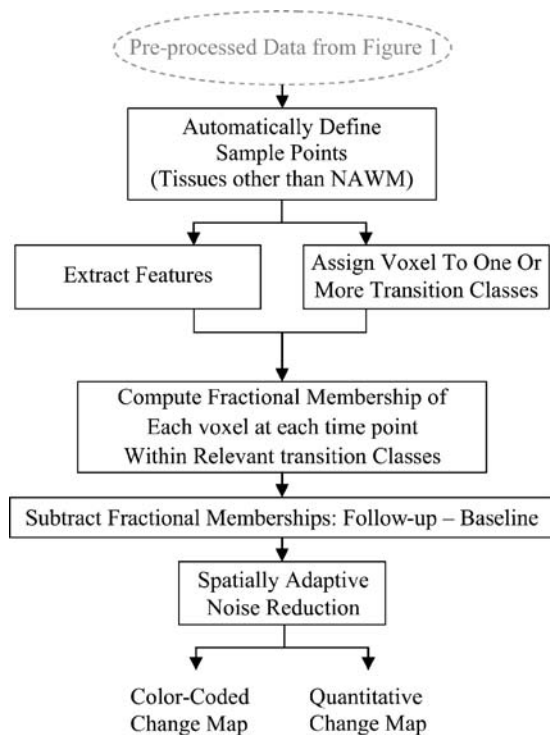 Pre-processed Data from Figure 1
Automatically Define
Sample Points
(Tissues other than NAWM)
Extract Features
Assign Voxel To One Or
More Transition Classes
Compute Fractional Membership of
Each voxel at each time point
Within Relevant transition Classes
Subtract Fractional Memberships: Follow-up – Baseline
Spatially Adaptive
Noise Reduction
Color-Coded
Change Map
Quantitative
Change Map